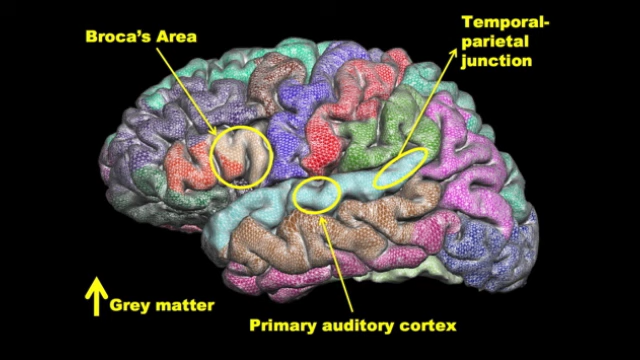 Broca's Area
Temporal-
parietal
junction
Grey matter
Primary auditory cortex